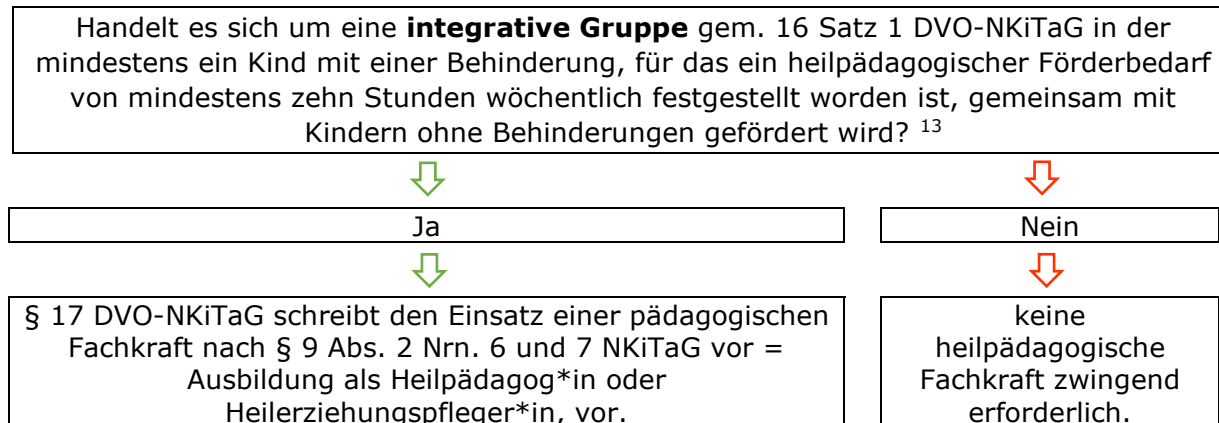 Handelt es sich um eine integrative Gruppe gem. 16 Satz 1 DVO-NKiTaG in der
mindestens ein Kind mit einer Behinderung, für das ein heilpädagogischer Förderbedarf
von mindestens zehn Stunden wöchentlich festgestellt worden ist, gemeinsam mit
Kindern ohne Behinderungen gefördert wird? 13
Ja
Nein
§ 17 DVO-NKiTaG schreibt den Einsatz einer pädagogischen
Fachkraft nach § 9 Abs. 2 Nrn. 6 und 7 NKiTaG vor =
Ausbildung als Heilpädagog*in oder
Heilerziehungspfleger*in, vor.
keine
heilpädagogische
Fachkraft zwingend
erforderlich.